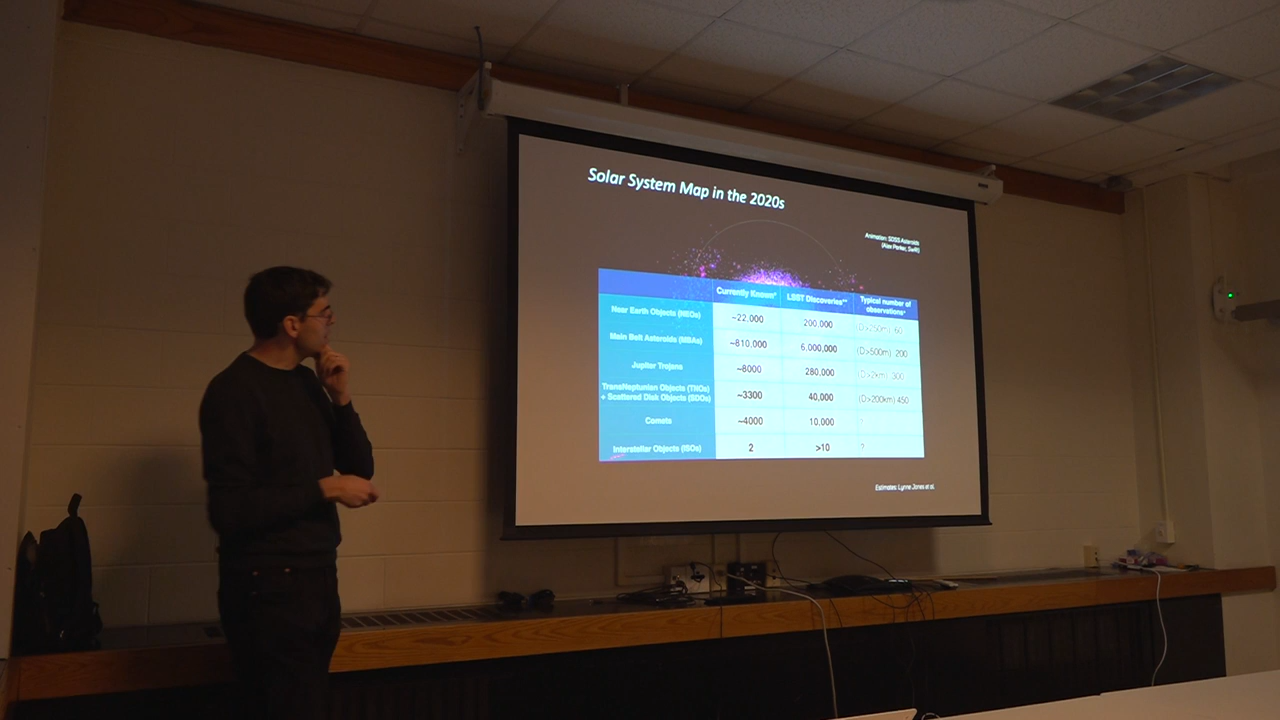 Solar System Map in the 2020s
Animation: SDSS Asteroids
(Alex Parker, SwRI)
Currently Known* LSST Discoveries** Typical number of
observations+
Near Earth Objects (NEOs) ~22,000 200,000 (D>250m) 60
Main Belt Asteroids (MBAs) ~810,000 6,000,000 (D>500m) 200
Jupiter Trojans ~8000 280,000 (D>2km) 300
TransNeptunian Objects (TNOs)
+ Scattered Disk Objects (SDOs) ~3300 40,000 (D>200km) 450
Comets ~4000 10,000 ?
Interstellar Objects (ISOs) 2 >10 ?
Estimates: Lynne Jones et al.